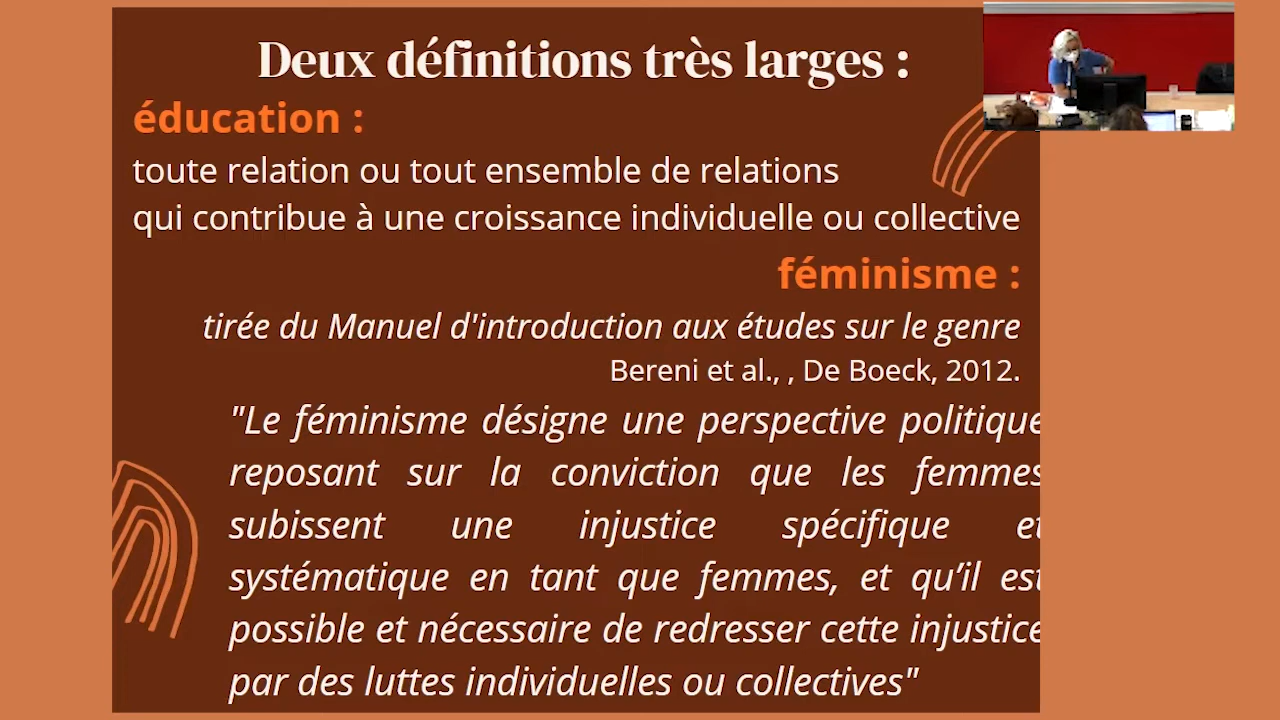 Deux définitions très larges :
éducation :
toute relation ou tout ensemble de relations
qui contribue à une croissance individuelle ou collective
féminisme :
tirée du Manuel d'introduction aux études sur le genre
Bereni et al., , De Boeck, 2012.
"Le féminisme désigne une perspective politique
reposant sur la conviction que les femmes
subissent une injustice spécifique et
systématique en tant que femmes, et qu’il est
possible et nécessaire de redresser cette injustice
par des luttes individuelles ou collectives"